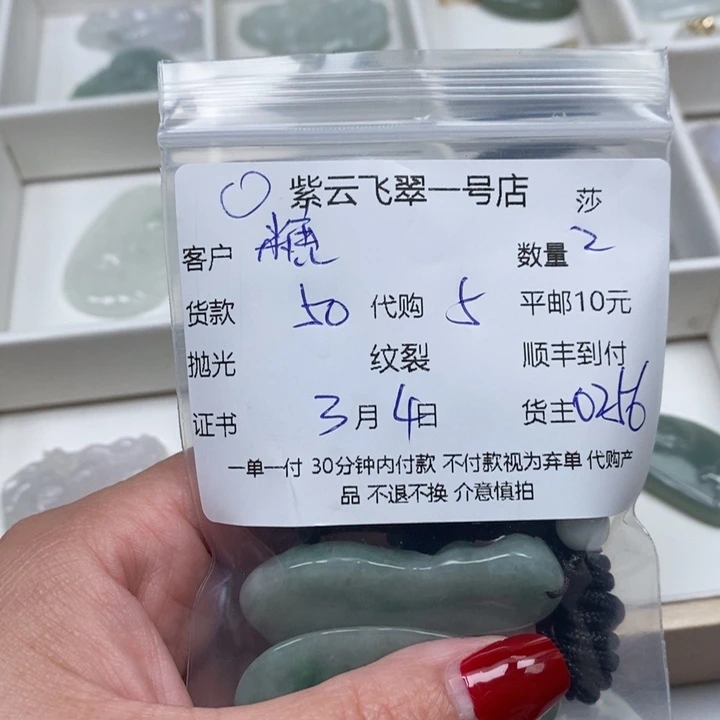 紫云飞翠一号店 莎
客户 数量 2
货款 50 代购 5 平邮10元
抛光 纹裂 顺丰到付
证书 3月4日 货主0256
一单一付 30分钟内付款 不付款视为弃单 代购产
品 不退不换 介意慎拍